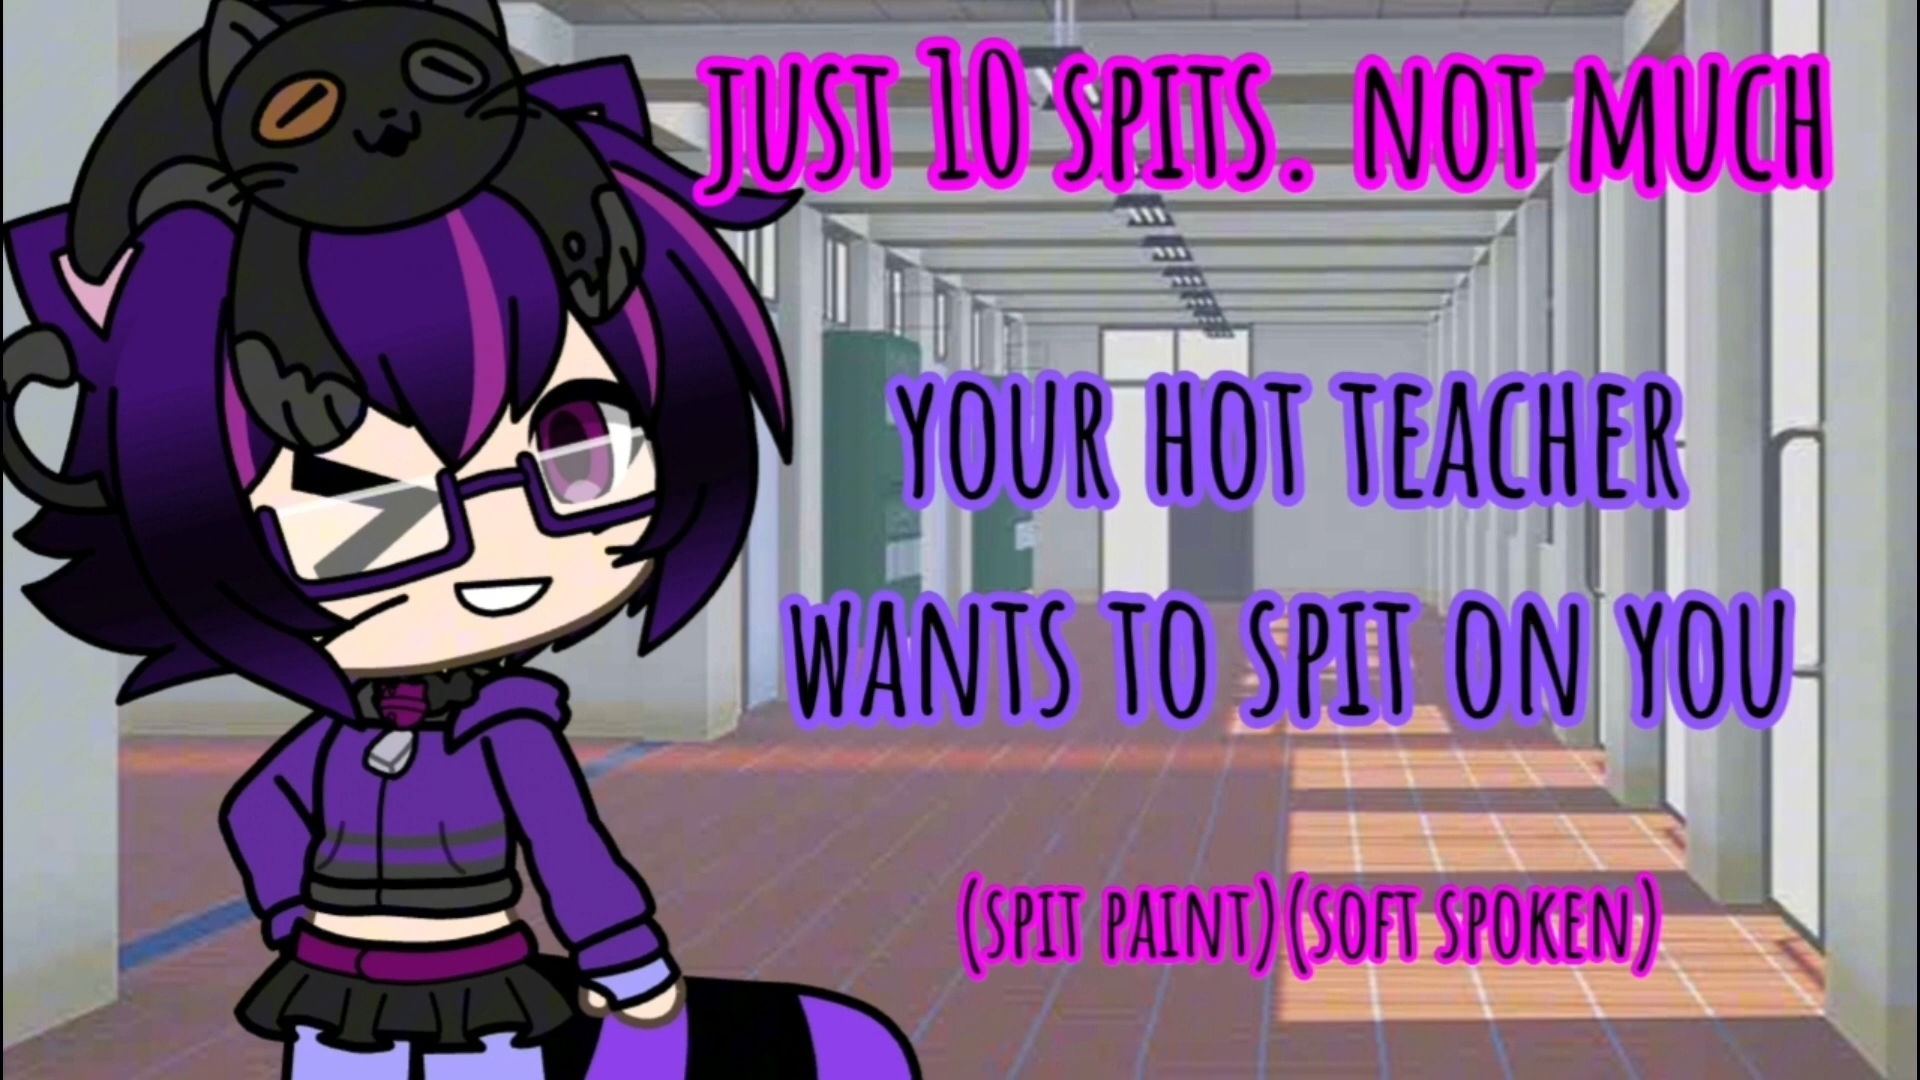 JUST 10 SPITS. NOT MUCH
YOUR HOT TEACHER
WANTS TO SPIT ON YOU
(SPIT PAINT)(SOFT SPOKEN)